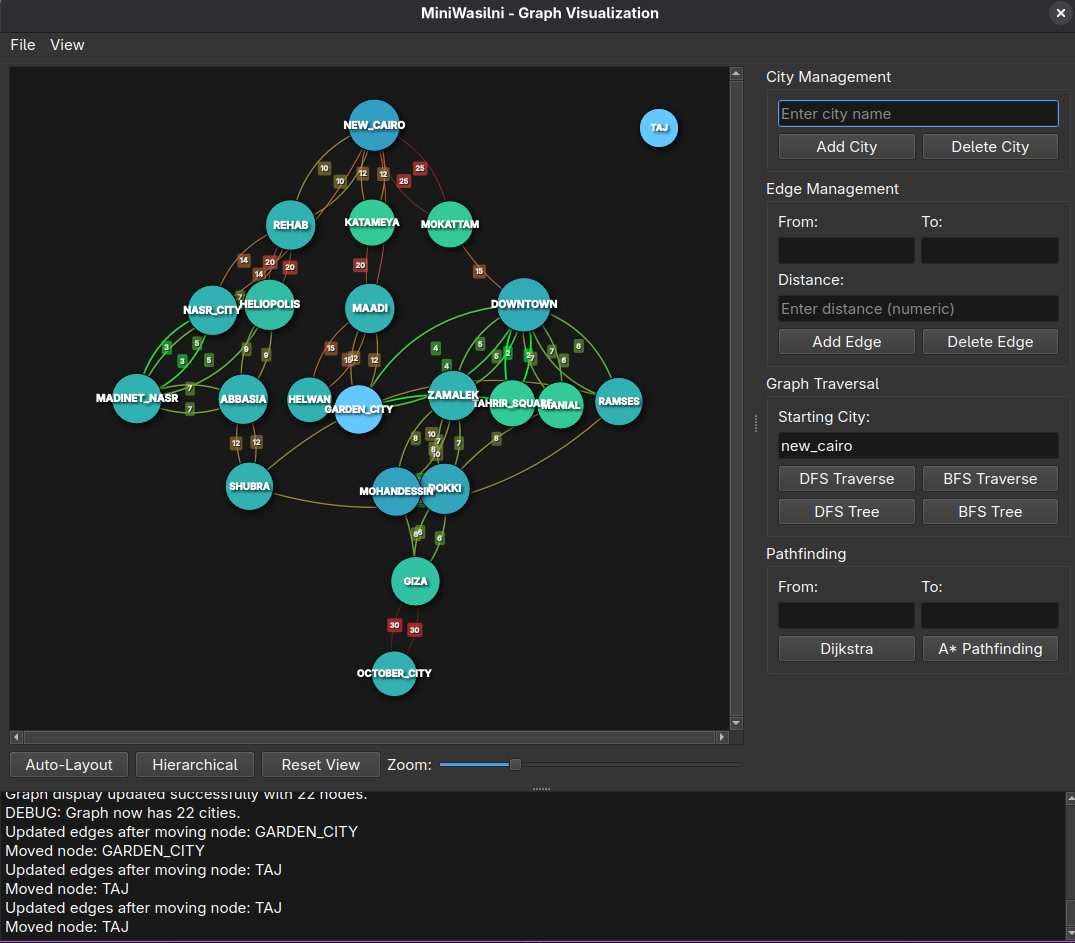 MiniWasilni - Graph Visualization
File View
NEW_CAIRO
TAJ
10 10 12 12 25 25
REHAB KATAMEYA MOKATTAM
14 14 20 20 20 15
NASR_CITY HELIOPOLIS MAADI DOWNTOWN
7
3 3 5 5 9 9 15 12 12 4 4 5 5 2 2 7 7 6 6
MADINET_NASR 7 7 ABBASIA HELWAN GARDEN_CITY ZAMALEK MANIAL RAMSES
12 12 8 10 7 8 7 8
SHUBRA MOHANDESSIN DOKKI
6 6
GIZA
30 30
OCTOBER_CITY
Auto-Layout Hierarchical Reset View Zoom:
City Management
Enter city name
Add City Delete City
Edge Management
From: To:
Distance:
Enter distance (numeric)
Add Edge Delete Edge
Graph Traversal
Starting City:
new_cairo
DFS Traverse BFS Traverse
DFS Tree BFS Tree
Pathfinding
From: To:
Dijkstra A* Pathfinding
Graph display updated successfully with 22 nodes.
DEBUG: Graph now has 22 cities.
Updated edges after moving node: GARDEN_CITY
Moved node: GARDEN_CITY
Updated edges after moving node: TAJ
Moved node: TAJ
Updated edges after moving node: TAJ
Moved node: TAJ